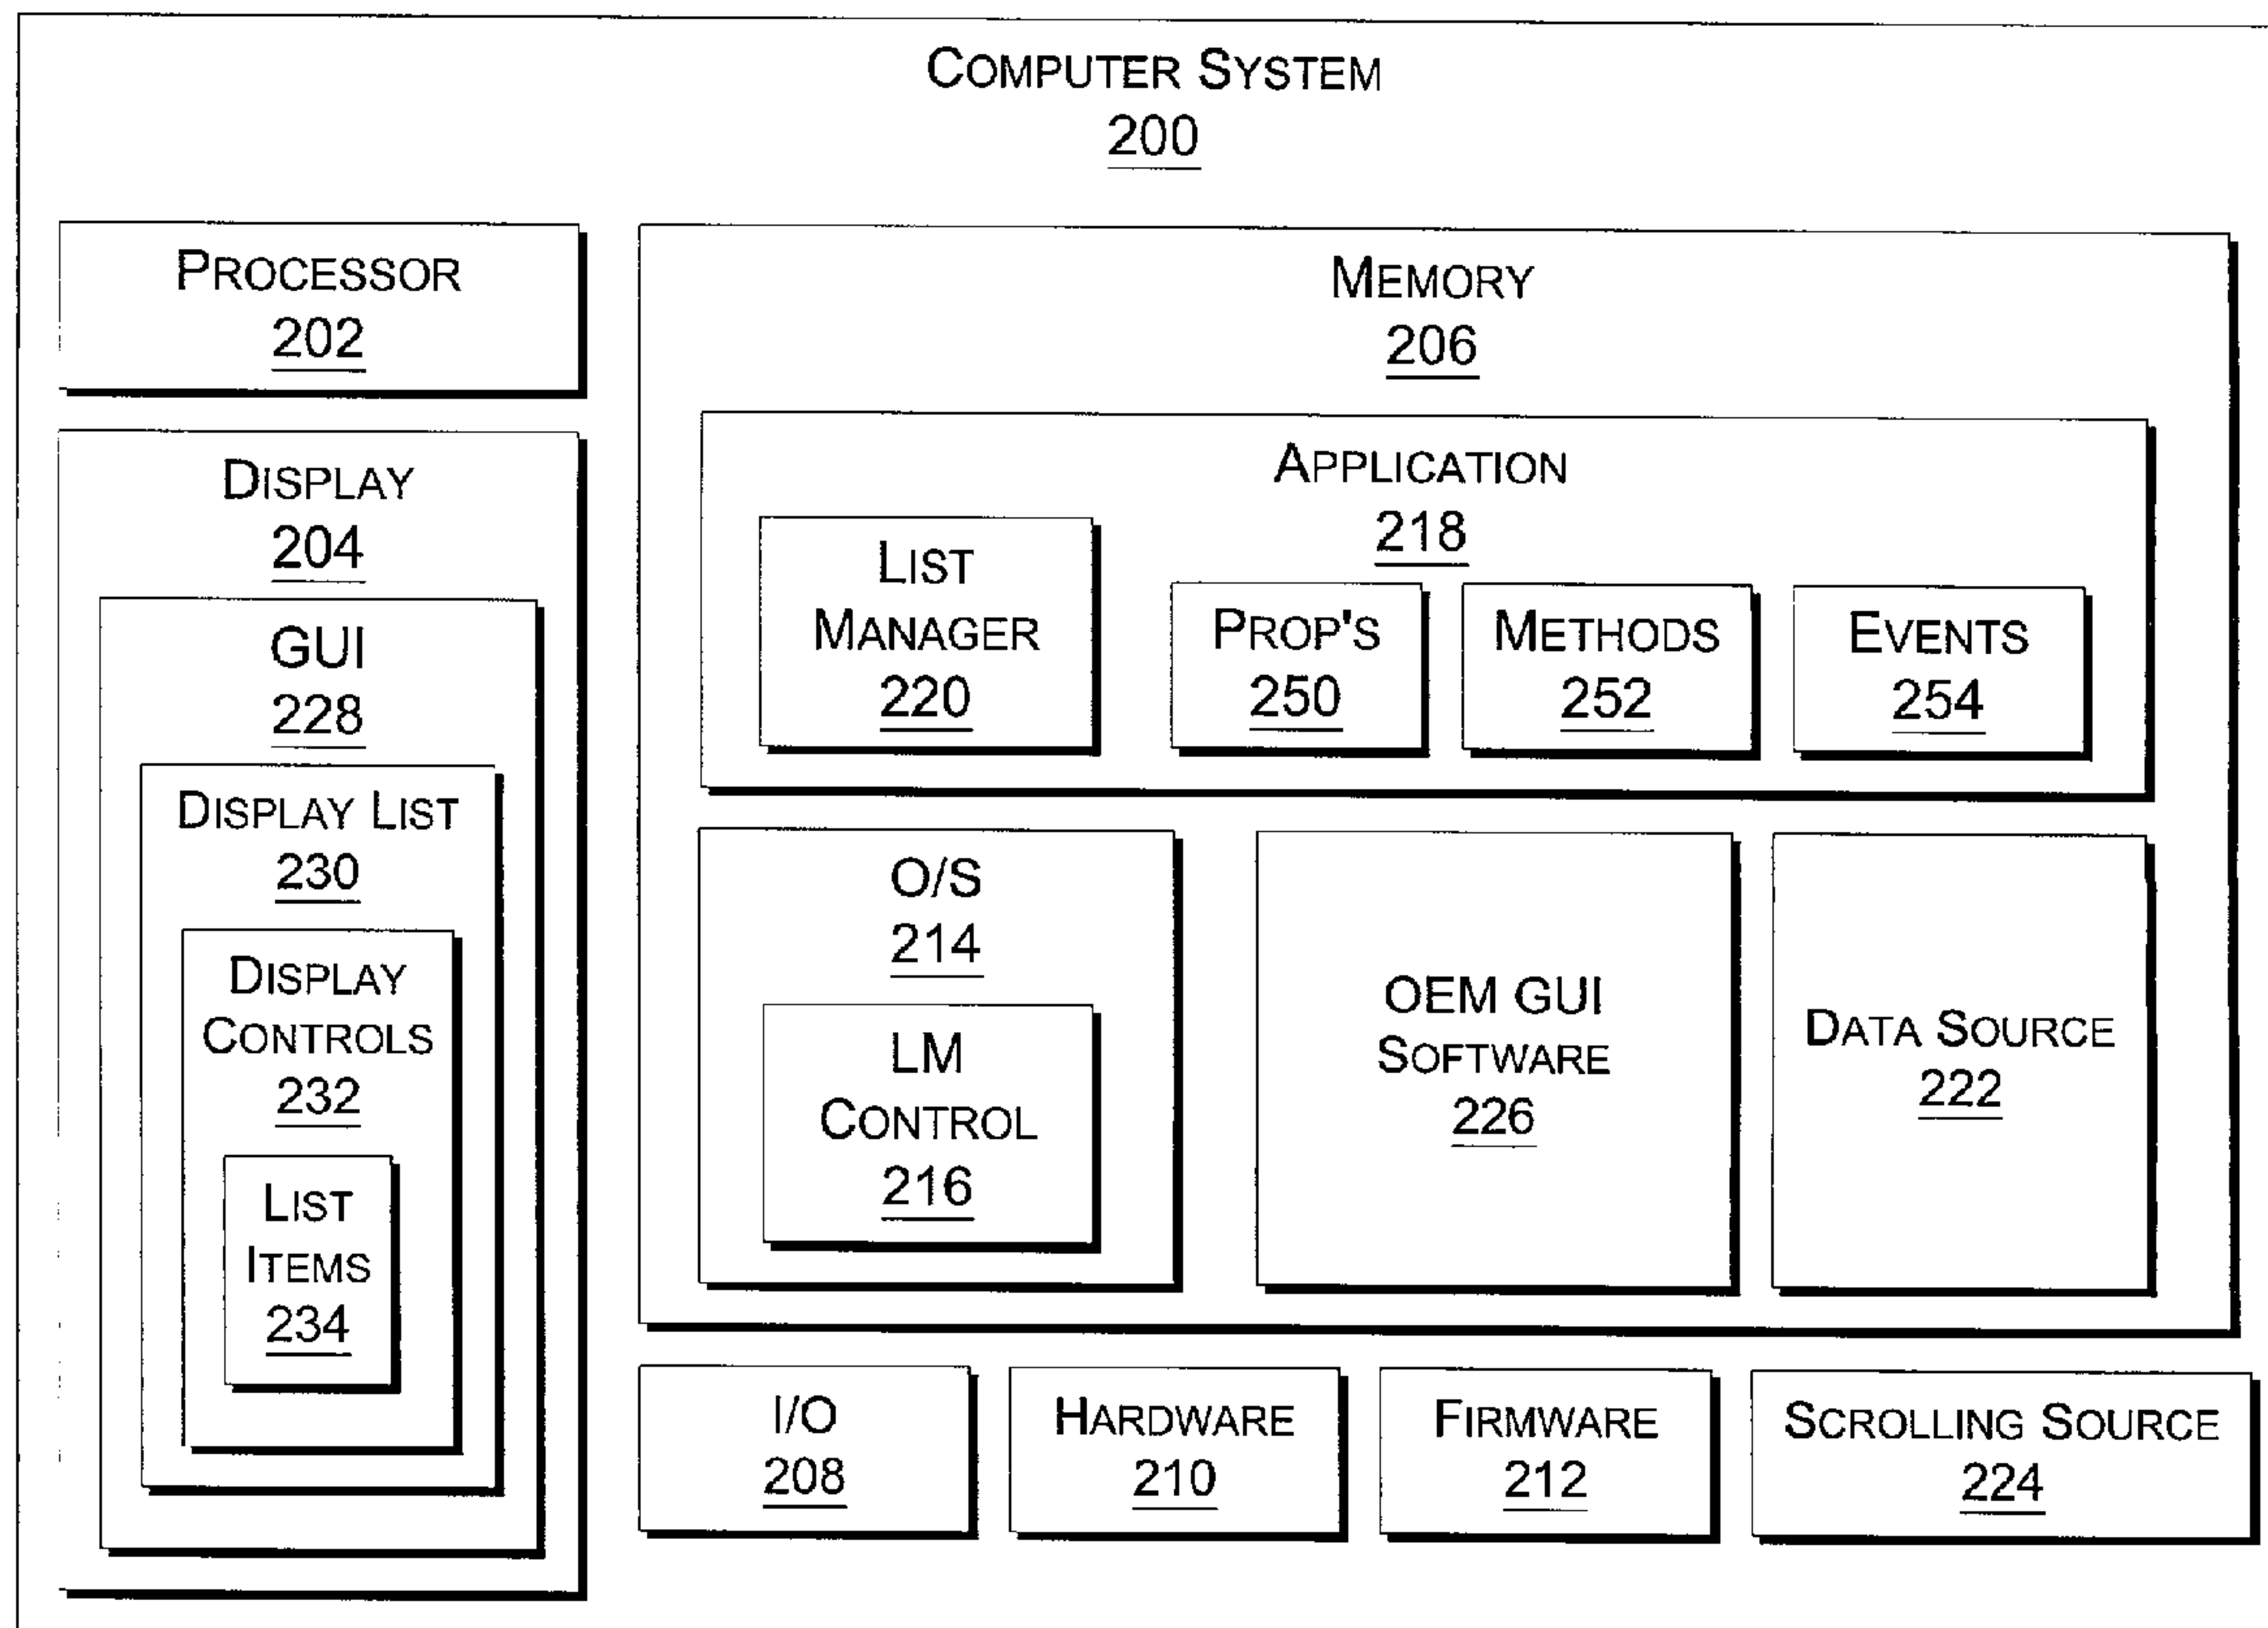 COMPUTER SYSTEM
200
PROCESSOR
202
DISPLAY
204
GUI
228
DISPLAY LIST
230
DISPLAY
CONTROLS
232
LIST
ITEMS
234
MEMORY
206
APPLICATION
218
LIST
MANAGER
220
PROP'S
250
METHODS
252
EVENTS
254
O/S
214
LM
CONTROL
216
OEM GUI
SOFTWARE
226
DATA SOURCE
222
I/O
208
HARDWARE
210
FIRMWARE
212
SCROLLING SOURCE
224